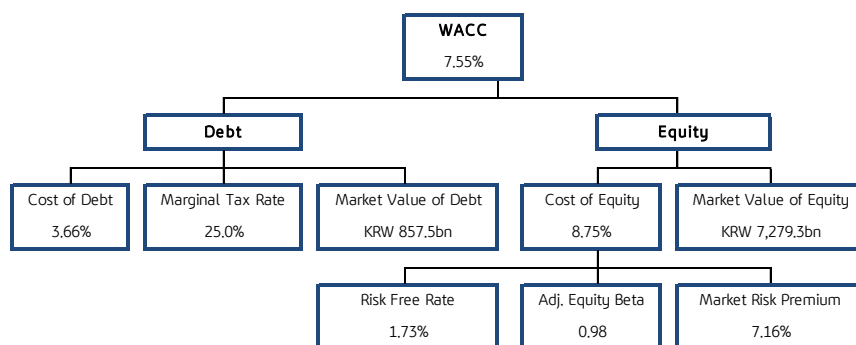 WACC
7.55%
Debt
Equity
Cost of Debt
3.66%
Marginal Tax Rate
25.0%
Market Value of Debt
KRW 857.5bn
Cost of Equity
8.75%
Market Value of Equity
KRW 7,279.3bn
Risk Free Rate
1.73%
Adj. Equity Beta
0.98
Market Risk Premium
7.16%